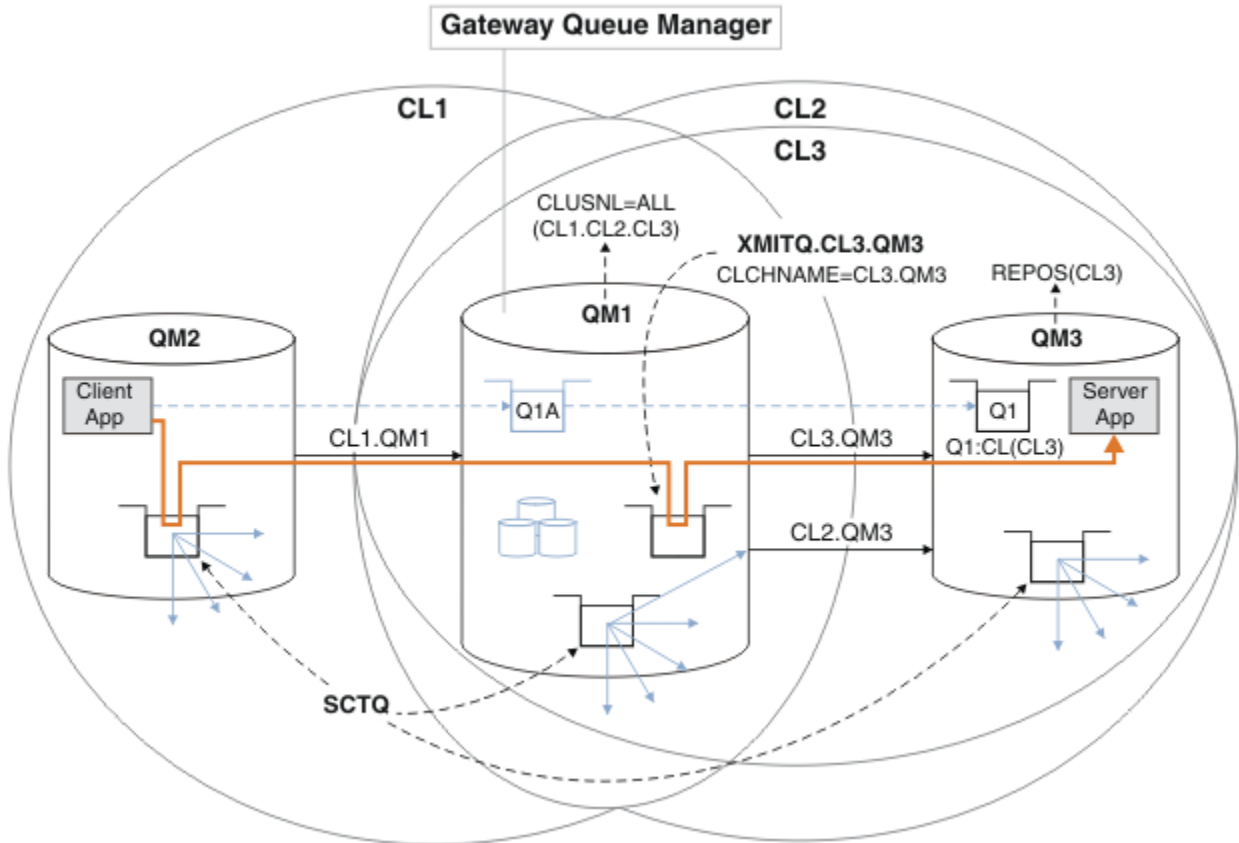 Gateway Queue Manager
CL1
CL2
CL3
CLUSNL=ALL
(CL1.CL2.CL3)
XMITQ.CL3.QM3
CLCHNAME=CL3.QM3
REPOS(CL3)
QM2
QM1
QM3
Client
App
Q1A
Q1
Server
App
CL1.QM1
CL3.QM3
Q1:CL(CL3)
CL2.QM3
SCTQ